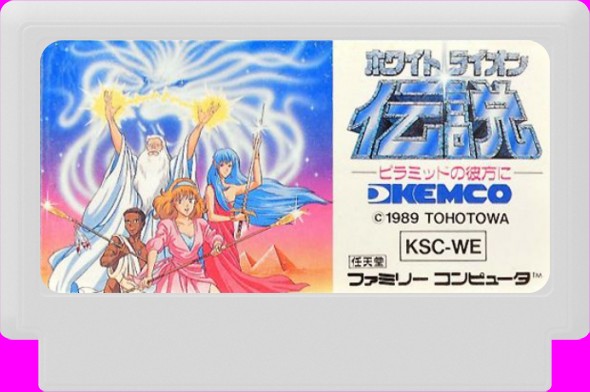 ホワイトライオン
伝説
ピラミッドの彼方に
KEMCO
© 1989 TOHOTOWA
KSC-WE
任天堂
ファミリーコンピュータ™